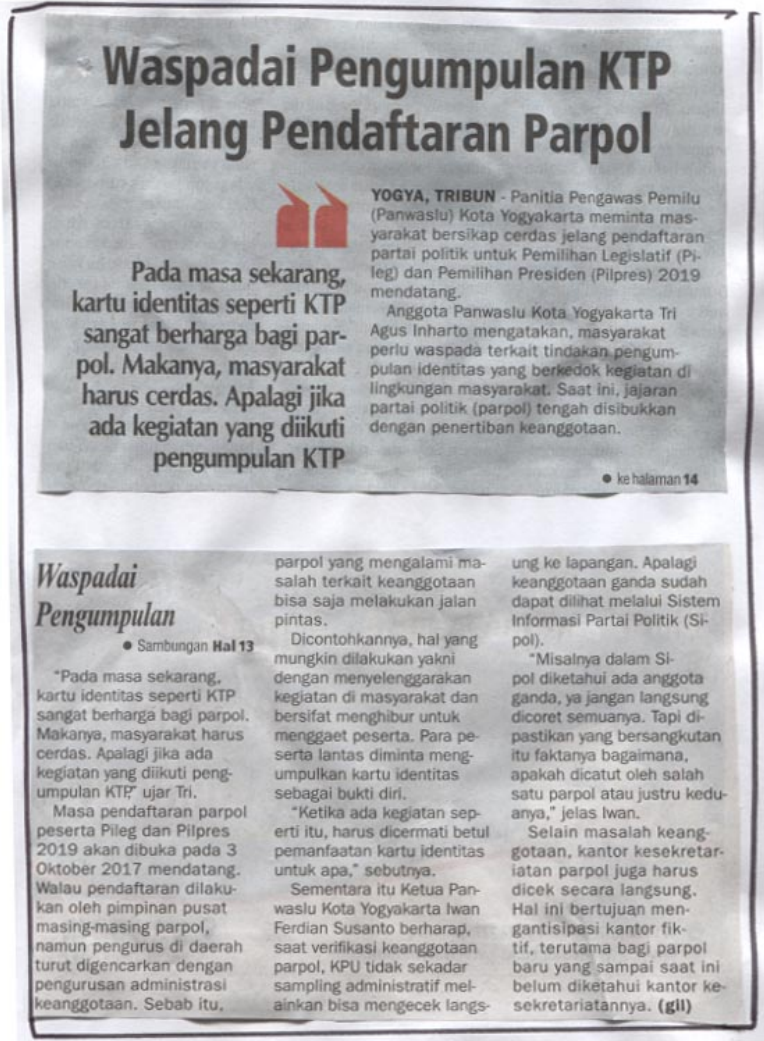 Waspadai Pengumpulan KTP
Jelang Pendaftaran Parpol
Pada masa sekarang,
kartu identitas seperti KTP
sangat berharga bagi par-
pol. Makanya, masyarakat
harus cerdas. Apalagi jika
ada kegiatan yang diikuti
pengumpulan KTP
YOGYA, TRIBUN - Panitia Pengawas Pemilu
(Panwaslu) Kota Yogyakarta meminta mas-
yarakat bersikap cerdas jelang pendaftaran
partai politik untuk Pemilihan Legislatif (Pi-
leg) dan Pemilihan Presiden (Pilpres) 2019
mendatang.
Anggota Panwaslu Kota Yogyakarta Tri
Agus Inharto mengatakan, masyarakat
perlu waspada terkait tindakan pengum-
pulan identitas yang berkedok kegiatan di
lingkungan masyarakat. Saat ini, jajaran
partai politik (parpol) tengah disibukkan
dengan penertiban keanggotaan.
● ke halaman 14
Waspadai
Pengumpulan
● Sambungan Hal 13
"Pada masa sekarang,
kartu identitas seperti KTP
sangat berharga bagi parpol.
Makanya, masyarakat harus
cerdas. Apalagi jika ada
kegiatan yang diikuti peng-
umpulan KTP," ujar Tri.
Masa pendaftaran parpol
peserta Pileg dan Pilpres
2019 akan dibuka pada 3
Oktober 2017 mendatang.
Walau pendaftaran dilaku-
kan oleh pimpinan pusat
masing-masing parpol,
namun pengurus di daerah
turut digencarkan dengan
pengurusan administrasi
keanggotaan. Sebab itu,
parpol yang mengalami ma-
salah terkait keanggotaan
bisa saja melakukan jalan
pintas.
Dicontohkannya, hal yang
mungkin dilakukan yakni
dengan menyelenggarakan
kegiatan di masyarakat dan
bersifat menghibur untuk
menggaet peserta. Para pe-
serta lantas diminta meng-
umpulkan kartu identitas
sebagai bukti diri.
"Ketika ada kegiatan sep-
erti itu, harus dicermati betul
pemanfaatan kartu identitas
untuk apa," sebutnya.
Sementara itu Ketua Pan-
waslu Kota Yogyakarta Iwan
Ferdian Susanto berharap,
saat verifikasi keanggotaan
parpol, KPU tidak sekadar
sampling administratif mel-
ainkan bisa mengecek langs-
ung ke lapangan. Apalagi
keanggotaan ganda sudah
dapat dilihat melalui Sistem
Informasi Partai Politik (Si-
pol).
"Misalnya dalam Si-
pol diketahui ada anggota
ganda, ya jangan langsung
dicoret semuanya. Tapi di-
pastikan yang bersangkutan
itu faktanya bagaimana,
apakah dicatut oleh salah
satu parpol atau justru kedu-
anya," jelas Iwan.
Selain masalah keang-
gotaan, kantor kesekretar-
iatan parpol juga harus
dicek secara langsung.
Hal ini bertujuan men-
gantisipasi kantor fik-
tif, terutama bagi parpol
baru yang sampai saat ini
belum diketahui kantor ke-
sekretariatannya. (gil)